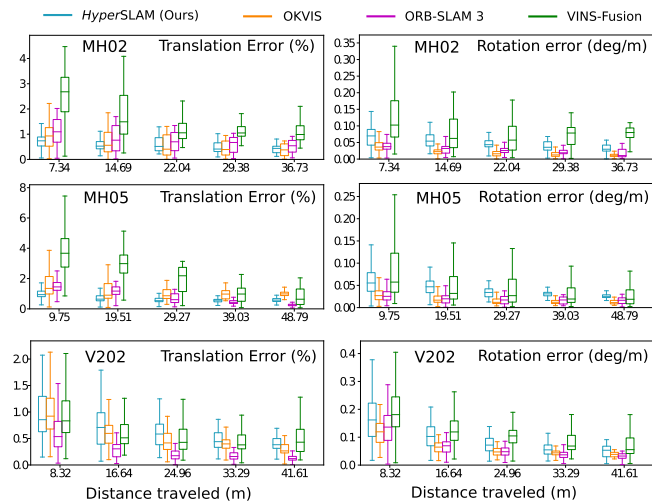 HyperSLAM (Ours) OKVIS ORB-SLAM 3 VINS-Fusion
MH02 Translation Error (%)
4
3
2
1
0
7.34 14.69 22.04 29.38 36.73
MH02 Rotation error (deg/m)
0.35
0.30
0.25
0.20
0.15
0.10
0.05
0.00
7.34 14.69 22.04 29.38 36.73
MH05 Translation Error (%)
8
6
4
2
0
9.75 19.51 29.27 39.03 48.79
MH05 Rotation error (deg/m)
0.25
0.20
0.15
0.10
0.05
0.00
9.75 19.51 29.27 39.03 48.79
V202 Translation Error (%)
2.0
1.5
1.0
0.5
0.0
8.32 16.64 24.96 33.29 41.61
Distance traveled (m)
V202 Rotation error (deg/m)
0.4
0.3
0.2
0.1
0.0
8.32 16.64 24.96 33.29 41.61
Distance traveled (m)